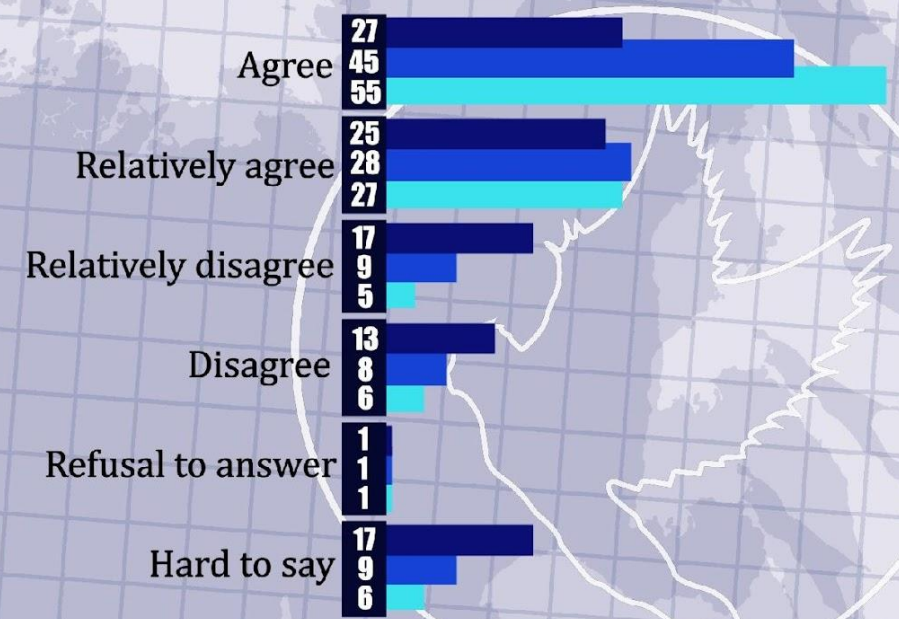 27
Agree 45
55
25
Relatively agree 28
27
17
Relatively disagree 9
5
13
Disagree 8
6
1
Refusal to answer 1
1
17
Hard to say 9
6